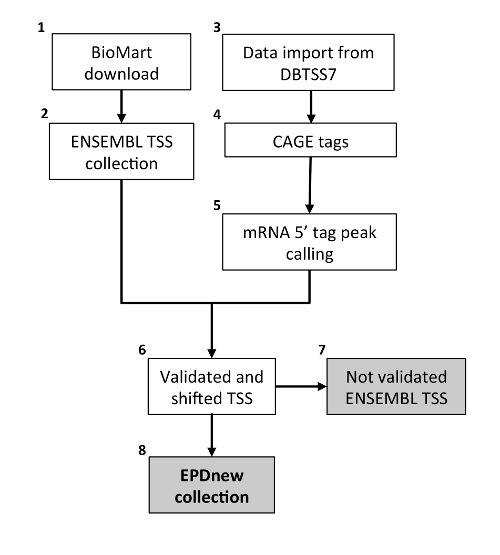 1
BioMart
download
2
ENSEMBL TSS
collection
3
Data import from
DBTSS7
4
CAGE tags
5
mRNA 5’ tag peak
calling
6
Validated and
shifted TSS
7
Not validated
ENSEMBL TSS
8
EPDnew
collection